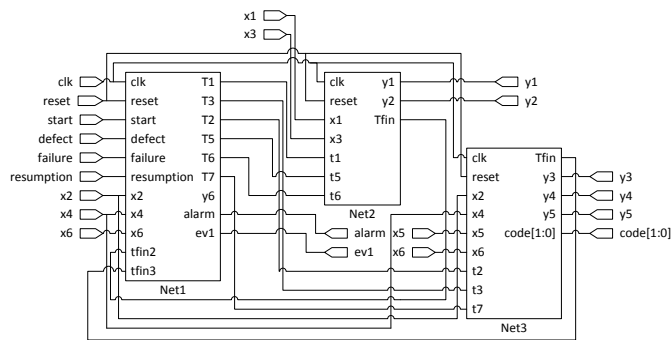 x1
x3
clk
reset
start
defect
failure
resumption
x2
x4
x6
clk
reset
start
defect
failure
resumption
x2
x4
x6
tfin2
tfin3
T1
T3
T2
T5
T6
T7
y6
alarm
ev1
Net1
clk
reset
x1
x3
t1
t5
t6
y1
y2
Tfin
Net2
y1
y2
alarm
ev1
x5
x6
clk
reset
x2
x4
x5
x6
t2
t3
t7
Tfin
y3
y4
y5
code[1:0]
Net3
y3
y4
y5
code[1:0]